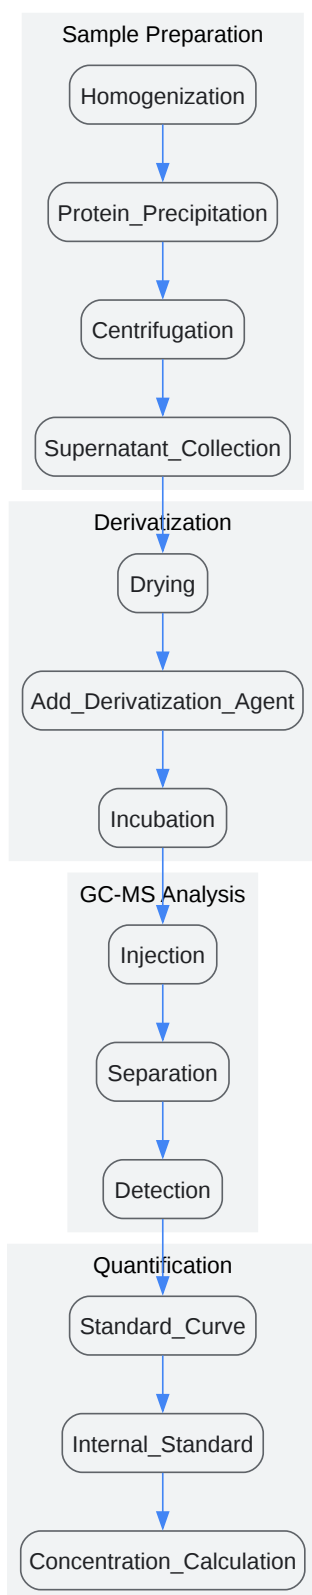 Sample Preparation
Homogenization
Protein_Precipitation
Centrifugation
Supernatant_Collection
Derivatization
Drying
Add_Derivatization_Agent
Incubation
GC-MS Analysis
Injection
Separation
Detection
Quantification
Standard_Curve
Internal_Standard
Concentration_Calculation